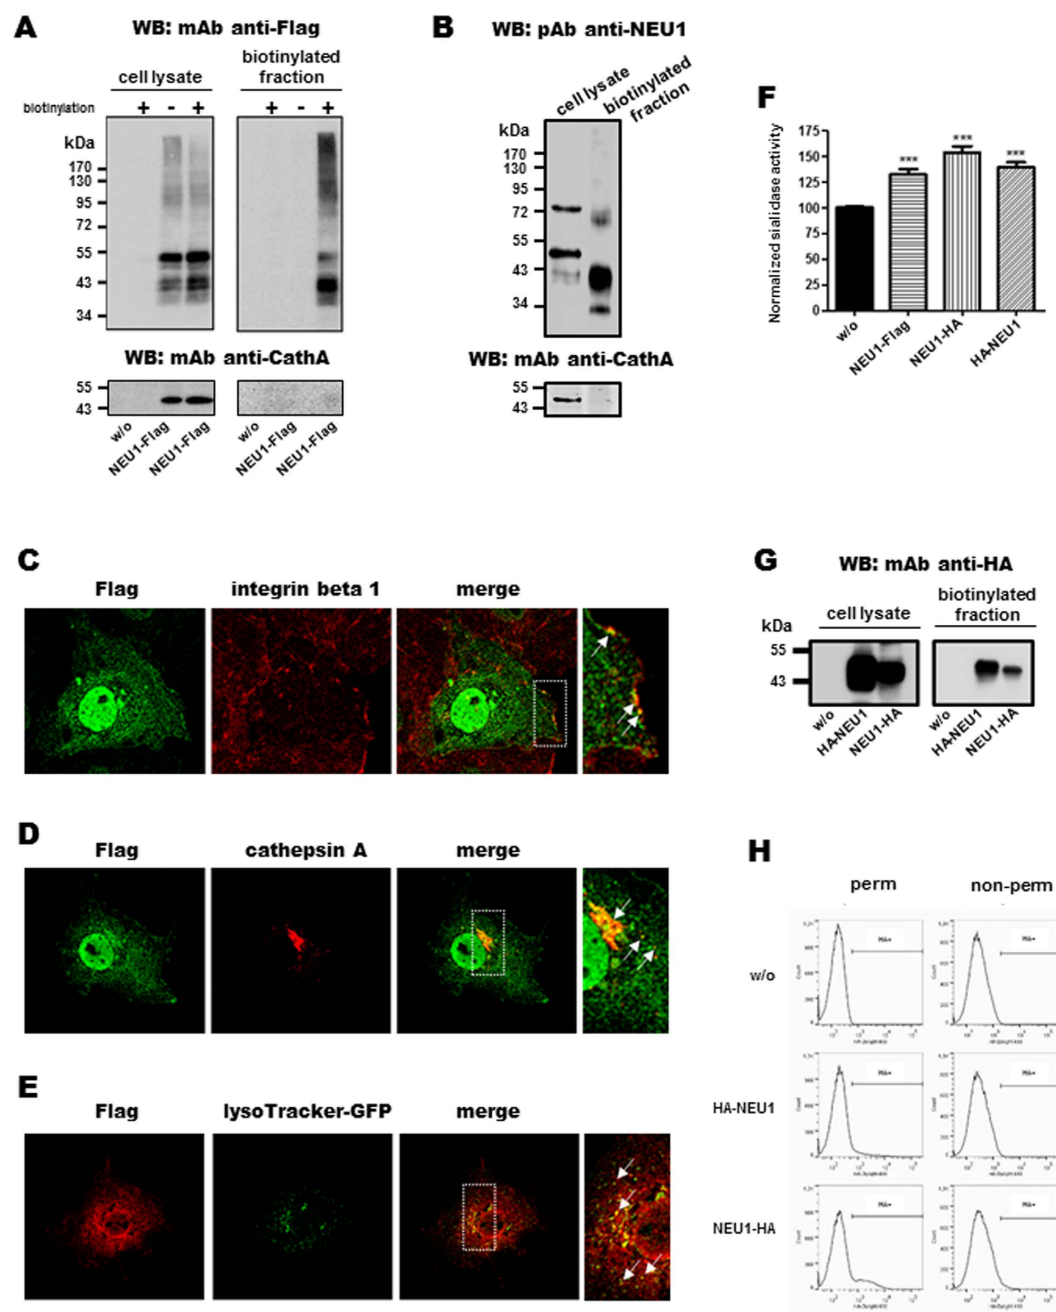 A
WB: mAb anti-Flag
cell lysate
biotinylated
fraction
biotinylation + - + + - +
kDa
170
130
95
72
55
43
34
WB: mAb anti-CathA
55
43
w/o NEU1-Flag NEU1-Flag w/o NEU1-Flag NEU1-Flag
B
WB: pAb anti-NEU1
cell lysate
biotinylated
fraction
kDa
170
130
95
72
55
43
34
WB: mAb anti-CathA
55
43
F
Normalized sialidase activity
175
150
125
100
75
50
25
0
*** *** ***
w/o NEU1-Flag NEU1-HA HA-NEU1
C
Flag integrin beta 1 merge
D
Flag cathepsin A merge
E
Flag lysoTracker-GFP merge
G
WB: mAb anti-HA
cell lysate
biotinylated
fraction
kDa
55
43
w/o HA-NEU1 NEU1-HA w/o HA-NEU1 NEU1-HA
H
perm non-perm
w/o
HA-NEU1
NEU1-HA